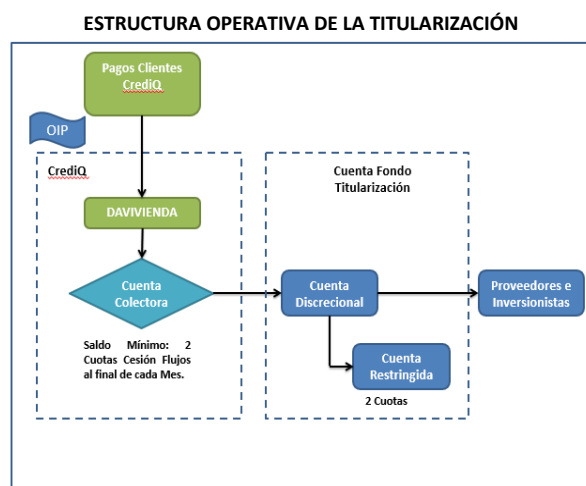 ESTRUCTURA OPERATIVA DE LA TITULARIZACIÓN
Pagos Clientes
CrediQ
OIP
CrediQ
Cuenta Fondo
Titularización
DAVIVIENDA
Cuenta
Colectora
Cuenta
Discrecional
Proveedores e
Inversionistas
Saldo Mínimo: 2
Cuotas Cesión Flujos
al final de cada Mes.
Cuenta
Restringida
2 Cuotas